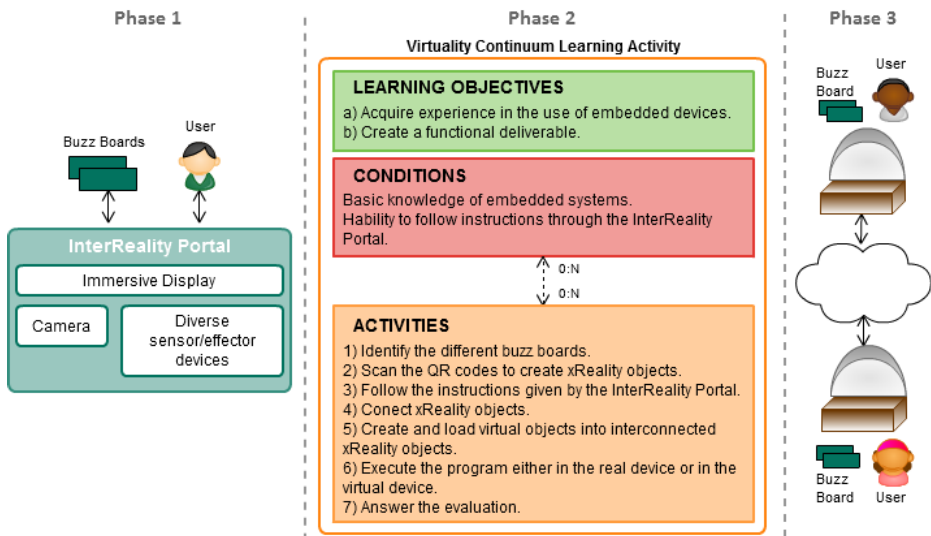 Phase 1
Buzz Boards
User
InterReality Portal
Immersive Display
Camera
Diverse
sensor/effector
devices
Phase 2
Virtuality Continuum Learning Activity
LEARNING OBJECTIVES
a) Acquire experience in the use of embedded devices.
b) Create a functional deliverable.
CONDITIONS
Basic knowledge of embedded systems.
Hability to follow instructions through the InterReality
Portal.
0:N
0:N
ACTIVITIES
1) Identify the different buzz boards.
2) Scan the QR codes to create xReality objects.
3) Follow the instructions given by the InterReality Portal.
4) Conect xReality objects.
5) Create and load virtual objects into interconnected
xReality objects.
6) Execute the program either in the real device or in the
virtual device.
7) Answer the evaluation.
Phase 3
User
Buzz
Board
Buzz
Board
User